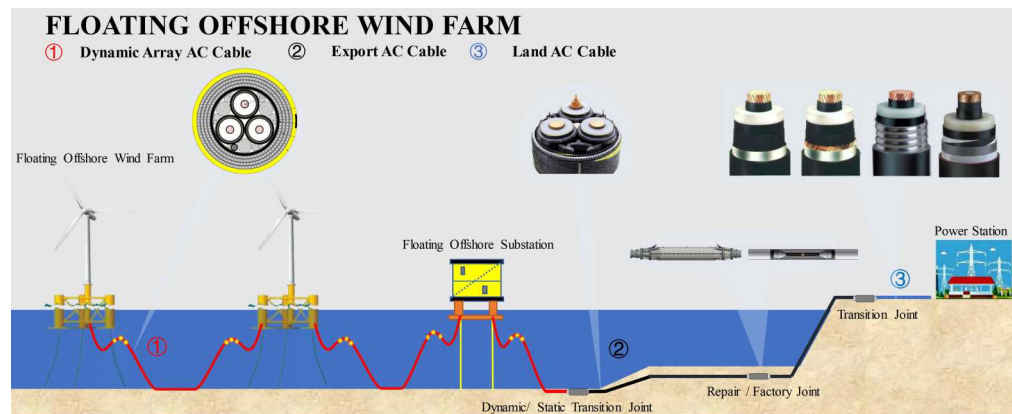 FLOATING OFFSHORE WIND FARM
① Dynamic Array AC Cable ② Export AC Cable ③ Land AC Cable
Floating Offshore Wind Farm
Floating Offshore Substation
Power Station
③
Transition Joint
①
②
Repair / Factory Joint
Dynamic/ Static Transition Joint